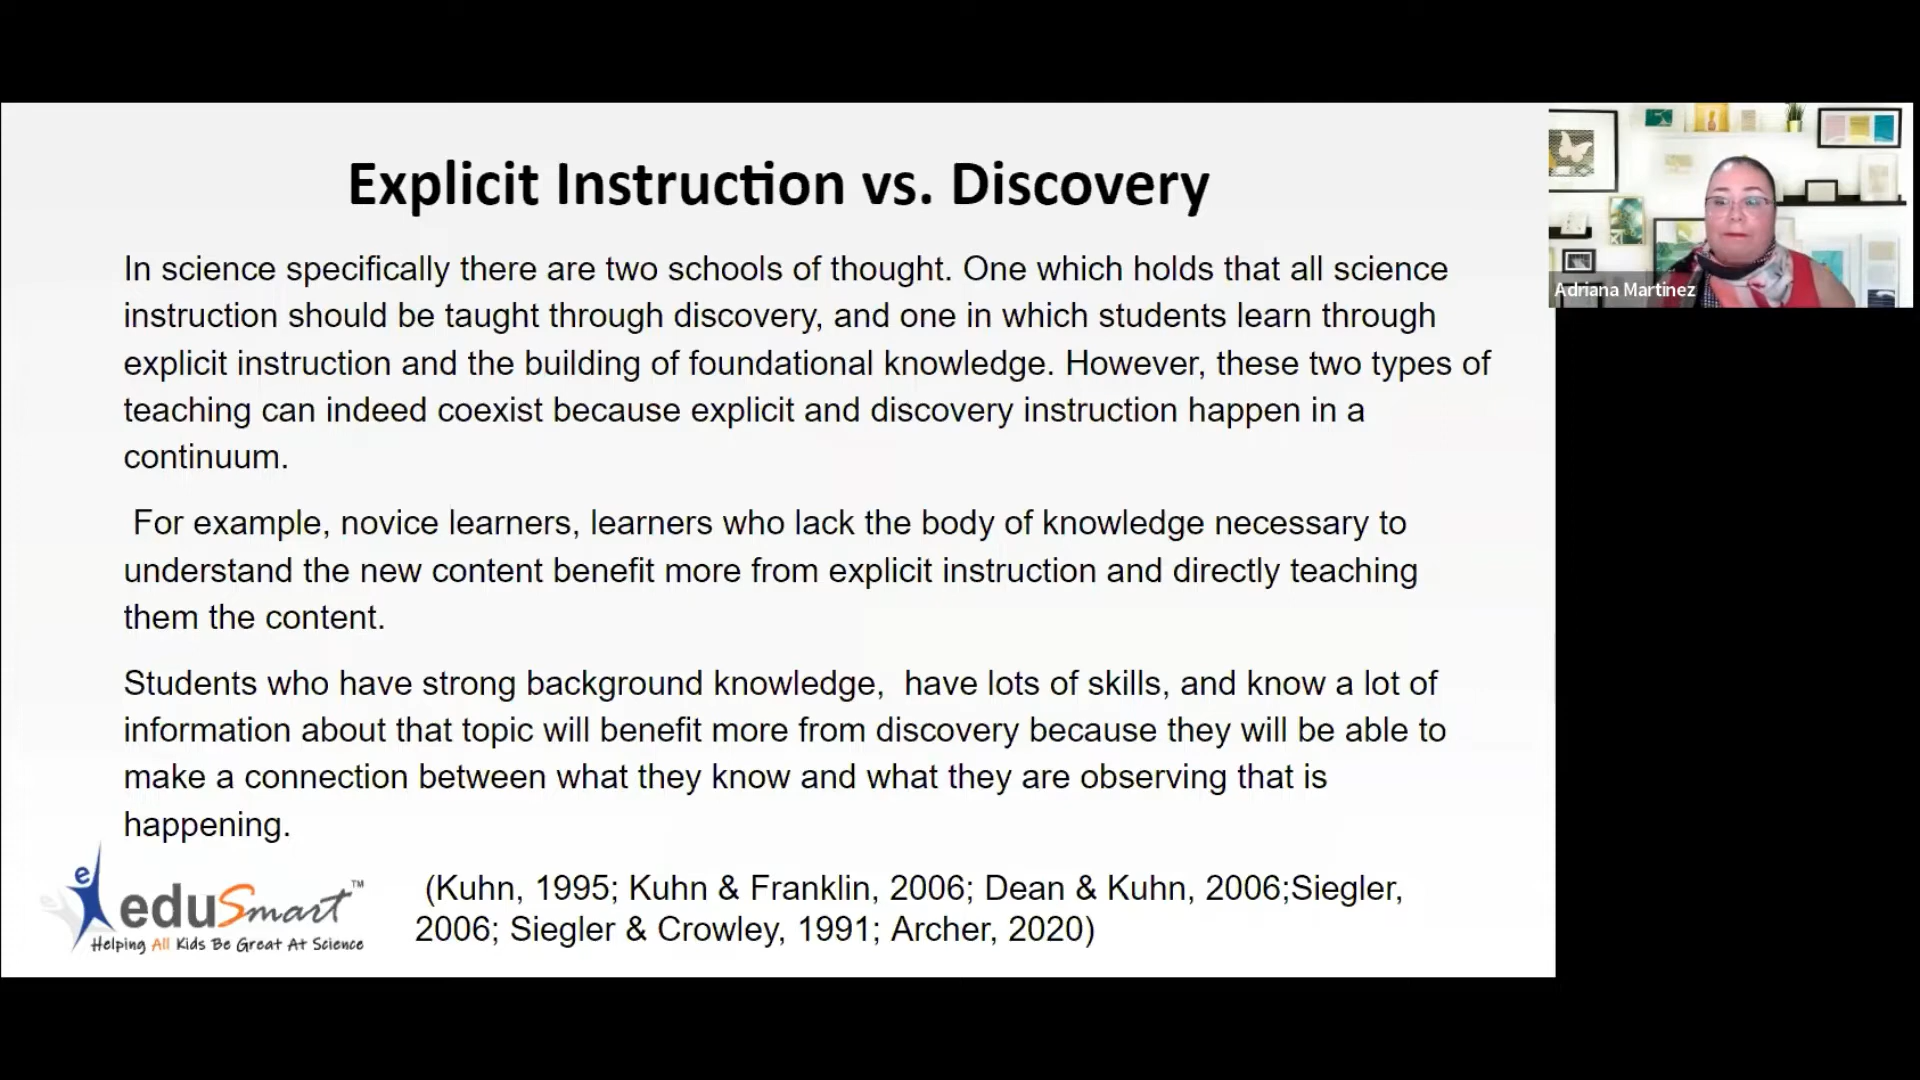 Explicit Instruction vs. Discovery
In science specifically there are two schools of thought. One which holds that all science
instruction should be taught through discovery, and one in which students learn through
explicit instruction and the building of foundational knowledge. However, these two types of
teaching can indeed coexist because explicit and discovery instruction happen in a
continuum.
For example, novice learners, learners who lack the body of knowledge necessary to
understand the new content benefit more from explicit instruction and directly teaching
them the content.
Students who have strong background knowledge,  have lots of skills, and know a lot of
information about that topic will benefit more from discovery because they will be able to
make a connection between what they know and what they are observing that is
happening.
(Kuhn, 1995; Kuhn & Franklin, 2006; Dean & Kuhn, 2006;Siegler,
2006; Siegler & Crowley, 1991; Archer, 2020)
e
eduSmart™
Helping All Kids Be Great At Science
Adriana Martinez